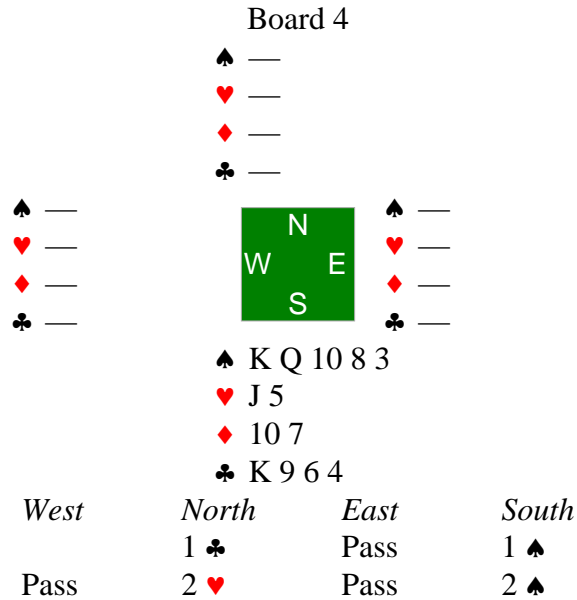 Board 4
♠ —
♥ —
♦ —
♣ —
♠ — N ♠ —
♥ — W E ♥ —
♦ — S ♦ —
♣ — ♣ —
♠ K Q 10 8 3
♥ J 5
♦ 10 7
♣ K 9 6 4
West North East South
1 ♣ Pass 1 ♠
Pass 2 ♥ Pass 2 ♠